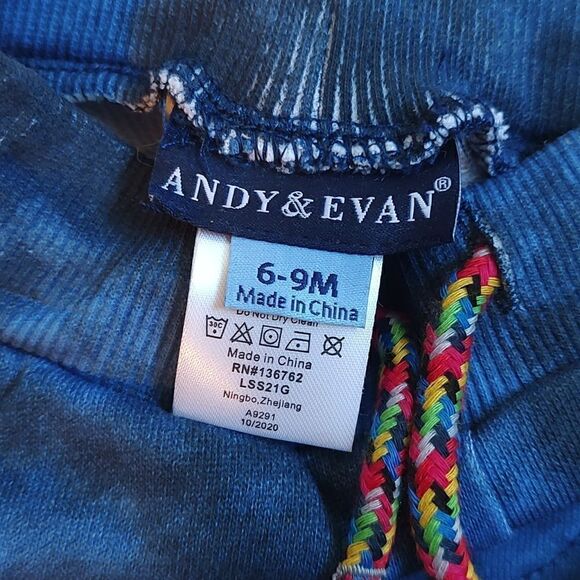 ANDY&EVAN®
6-9M
Made in China
Do Not Dry Clean
30C
Made in China
RN#136762
LSS21G
Ningbo,Zhejiang
A9291
10/2020